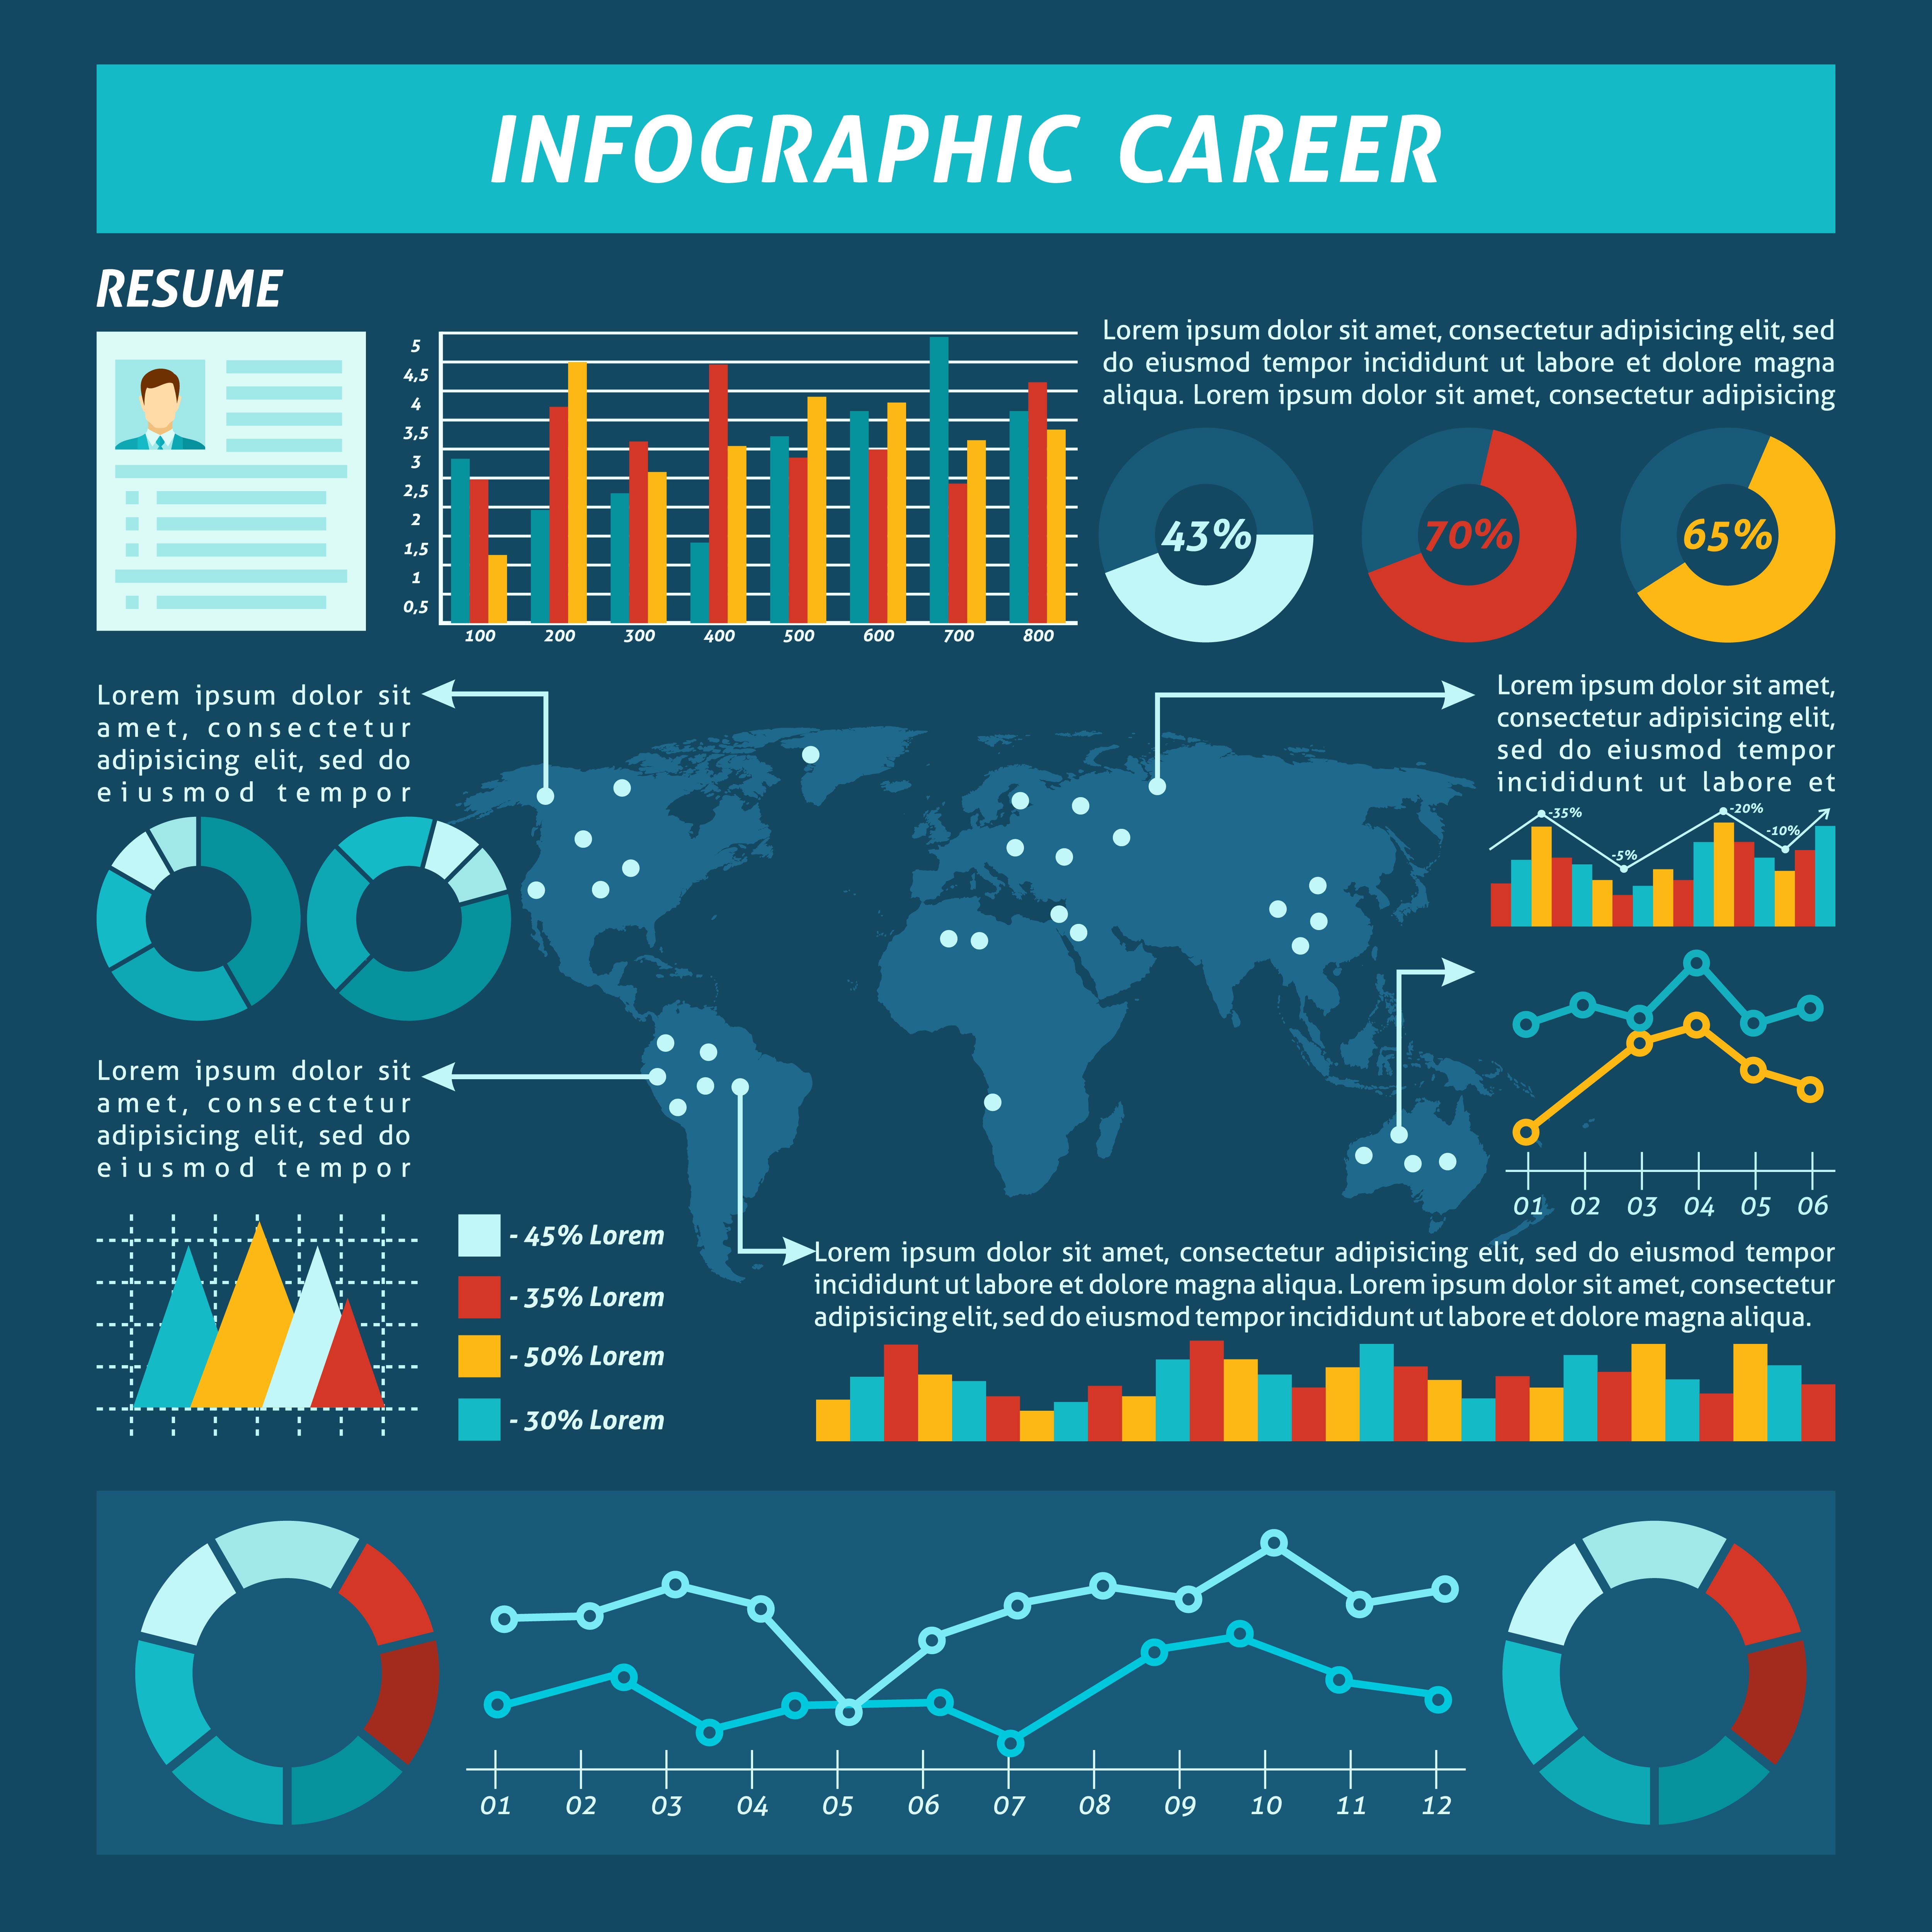 INFOGRAPHIC CAREER
RESUME
5
4,5
4
3,5
3
2,5
2
1,5
1
0,5
100 200 300 400 500 600 700 800
Lorem ipsum dolor sit amet, consectetur adipisicing elit, sed
do eiusmod tempor incididunt ut labore et dolore magna
aliqua. Lorem ipsum dolor sit amet, consectetur adipisicing
43% 70% 65%
Lorem ipsum dolor sit
amet, consectetur
adipisicing elit, sed do
eiusmod tempor
Lorem ipsum dolor sit amet,
consectetur adipisicing elit,
sed do eiusmod tempor
incididunt ut labore et
-35%
-5%
-20%
-10%
01 02 03 04 05 06
Lorem ipsum dolor sit
amet, consectetur
adipisicing elit, sed do
eiusmod tempor
- 45% Lorem
- 35% Lorem
- 50% Lorem
- 30% Lorem
Lorem ipsum dolor sit amet, consectetur adipisicing elit, sed do eiusmod tempor
incididunt ut labore et dolore magna aliqua. Lorem ipsum dolor sit amet, consectetur
adipisicing elit, sed do eiusmod tempor incididunt ut labore et dolore magna aliqua.
01 02 03 04 05 06 07 08 09 10 11 12